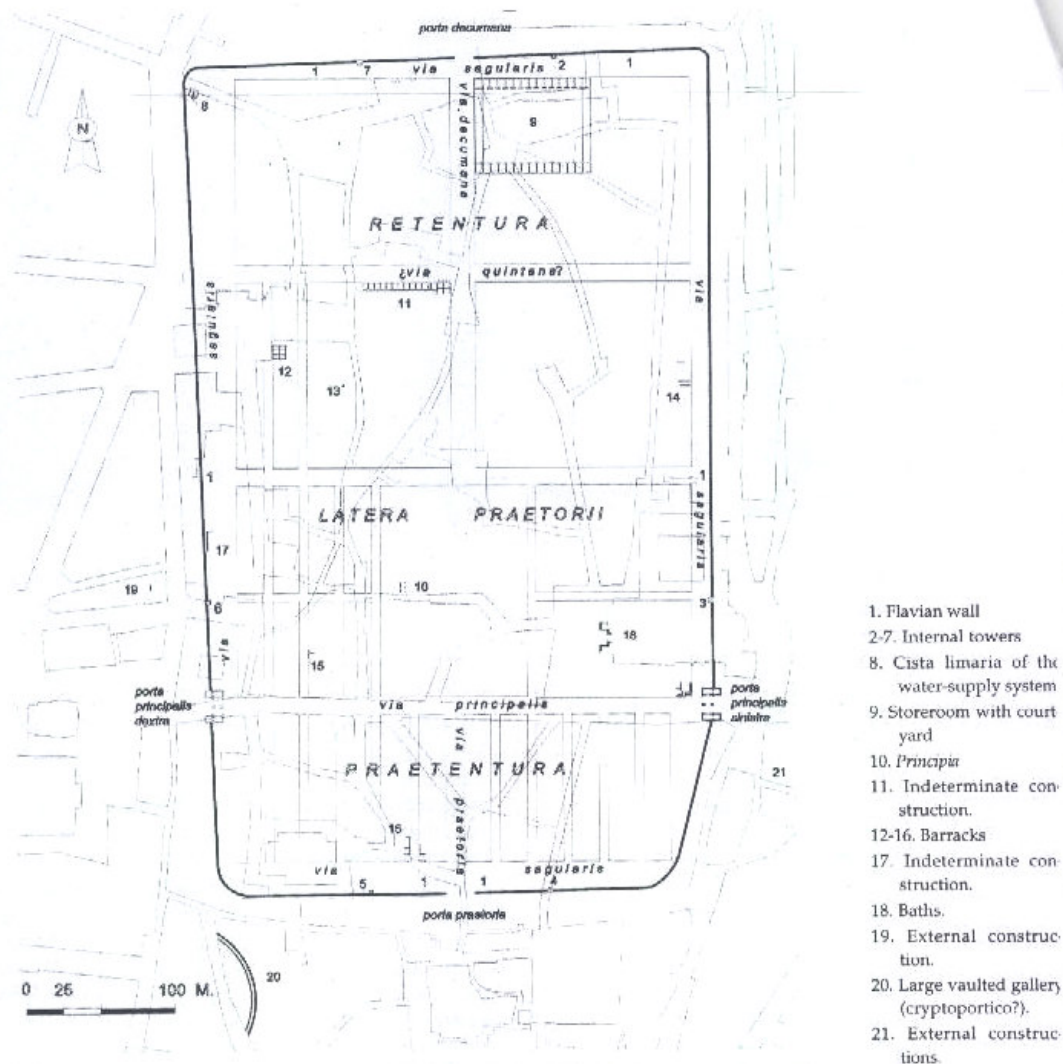 porta decumana
1 7 via sagularis 2 1
8
N
via decumana
9
RETENTURA
¿via quintana?
11
sagularis
via
12
13
14
1
1
LATERA PRAETORII
sagularis
17
10
19
6
3
18
via
15
porta
principalis
dextra
via principalis
porta
principalis
sinistra
via
PRAETENTURA
21
praetoria
16
via sagularis
5 1 1 4
porta praetoria
20
0 25 100 M.
1. Flavian wall
2-7. Internal towers
8. Cista limaria of the
water-supply system
9. Storeroom with court-
yard
10. Principia
11. Indeterminate con-
struction.
12-16. Barracks
17. Indeterminate con-
struction.
18. Baths.
19. External construc-
tion.
20. Large vaulted gallery
(cryptoportico?).
21. External construc-
tions.